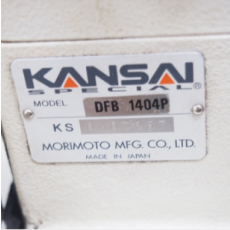 KANSAI
SPECIAL
MODEL DFB 1404P
KS
MORIMOTO MFG. CO., LTD.
MADE IN JAPAN